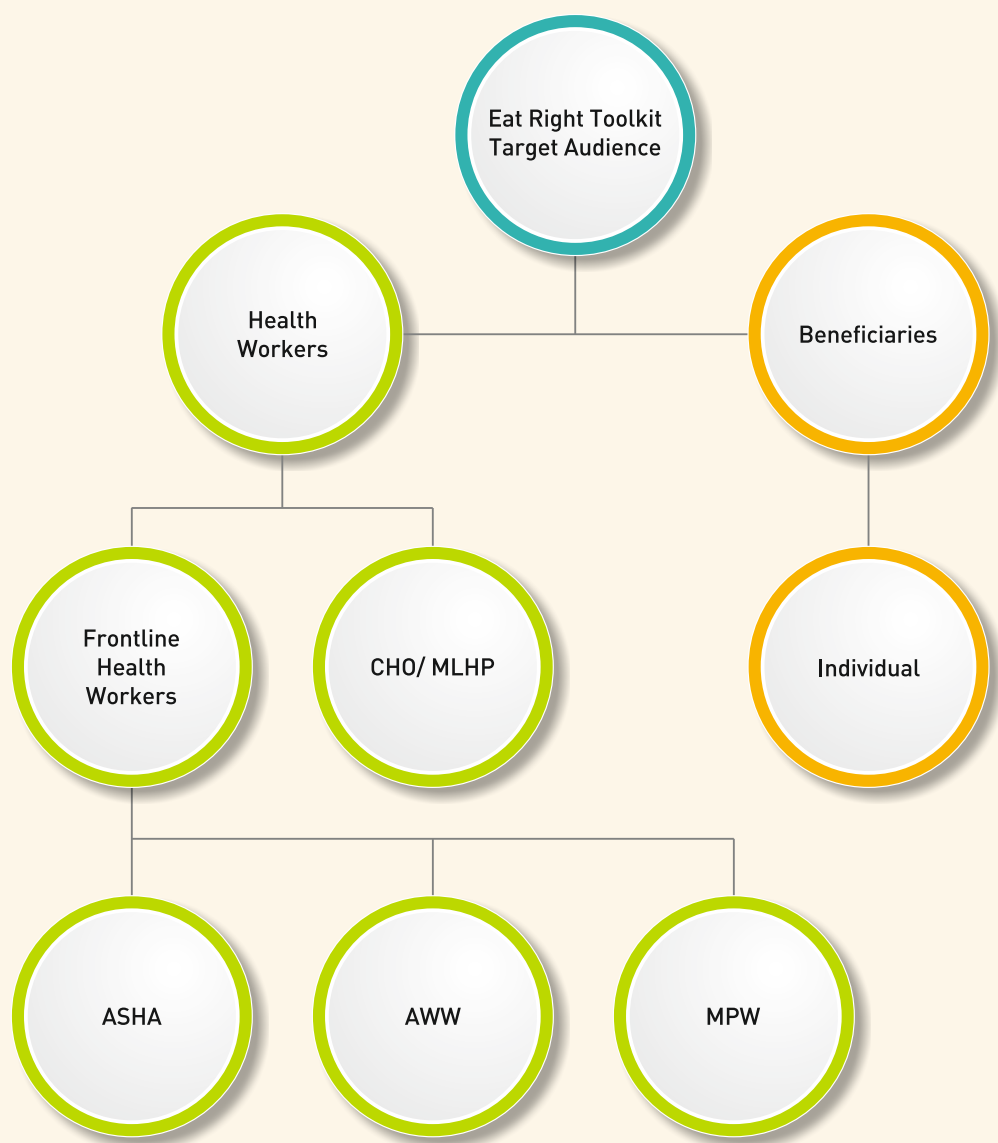 Eat Right Toolkit
Target Audience
Health
Workers
Beneficiaries
Frontline
Health
Workers
CHO/ MLHP
Individual
ASHA
AWW
MPW